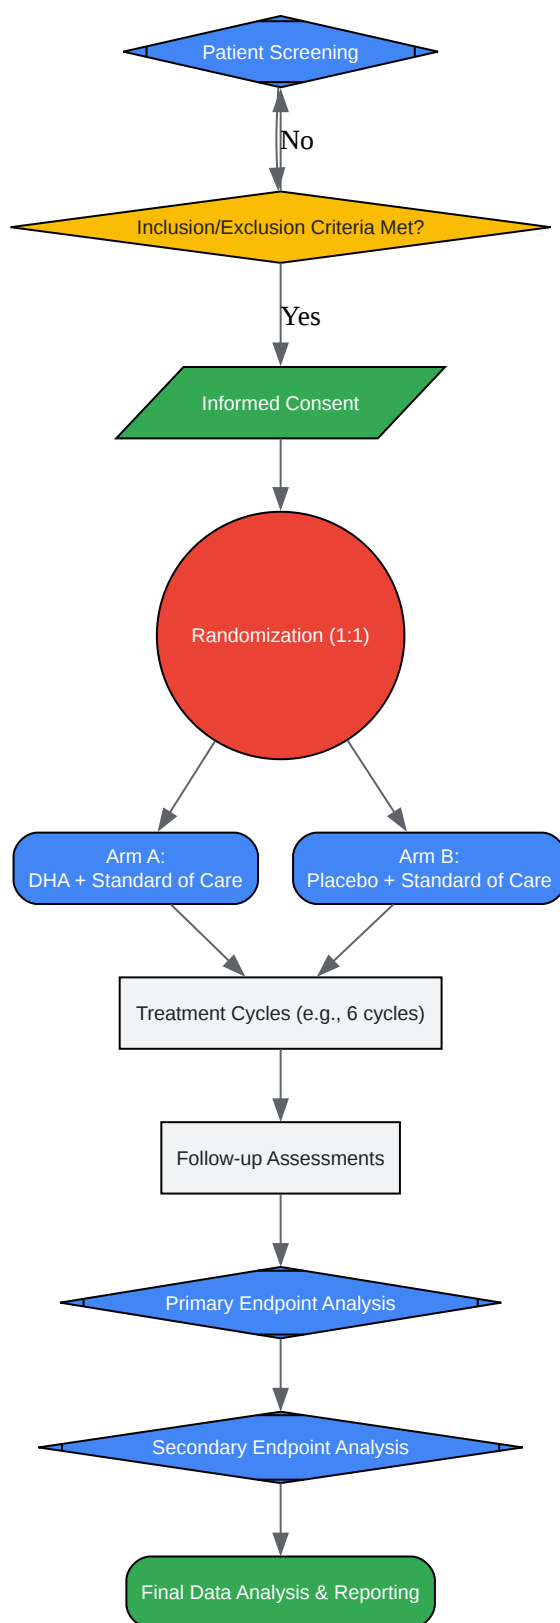 Patient Screening
No
Inclusion/Exclusion Criteria Met?
Yes
Informed Consent
Randomization (1:1)
Arm A:
DHA + Standard of Care
Arm B:
Placebo + Standard of Care
Treatment Cycles (e.g., 6 cycles)
Follow-up Assessments
Primary Endpoint Analysis
Secondary Endpoint Analysis
Final Data Analysis & Reporting